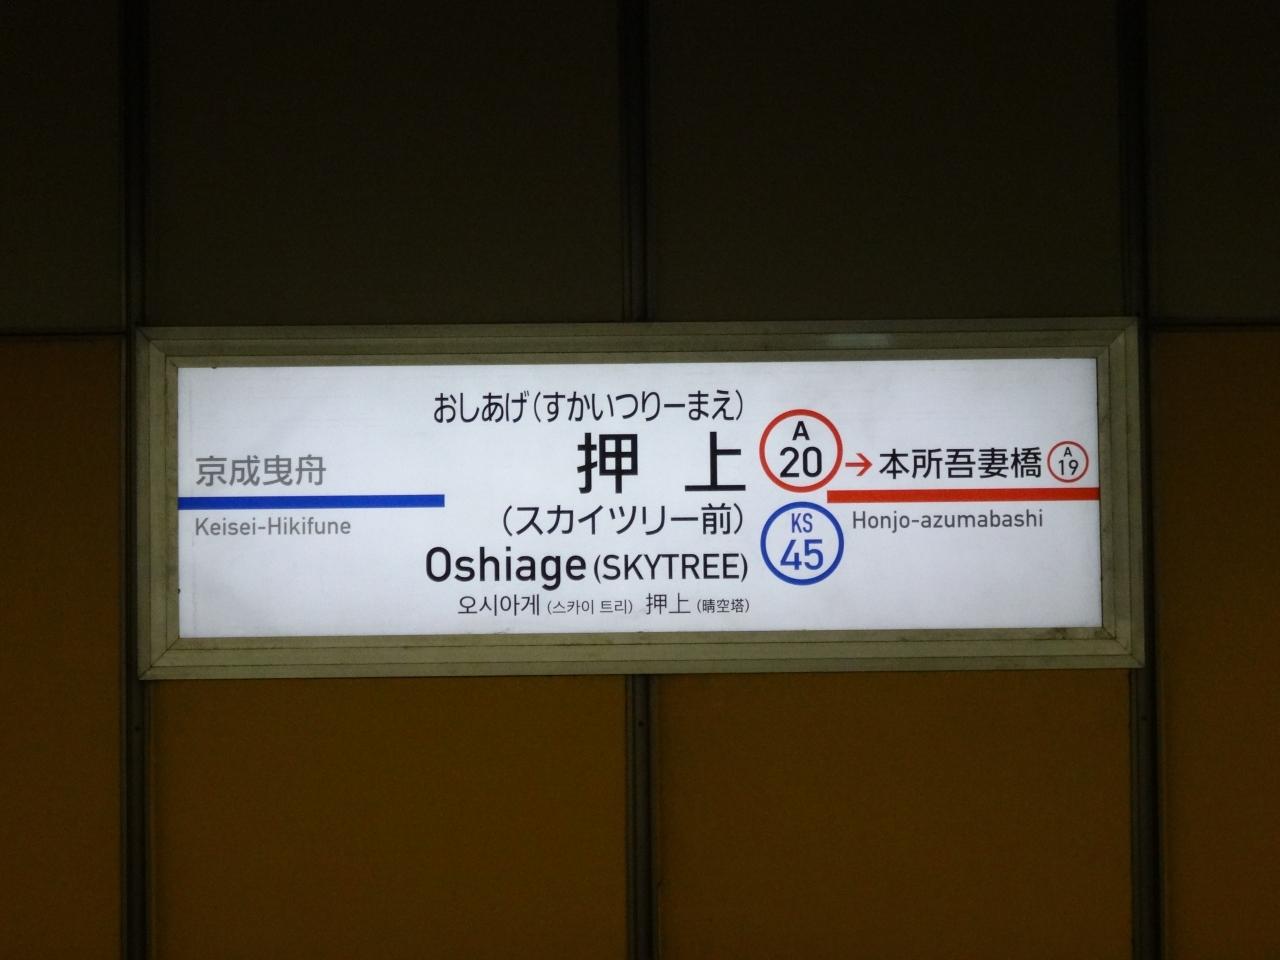 京成曳舟
Keisei-Hikifune
おしあげ(すかいつりーまえ)
押上
(スカイツリー前)
Oshiage (SKYTREE)
오시아게 (스카이 트리) 押上 (晴空塔)
A
20
KS
45
→ 本所吾妻橋
A
19
Honjo-azumabashi